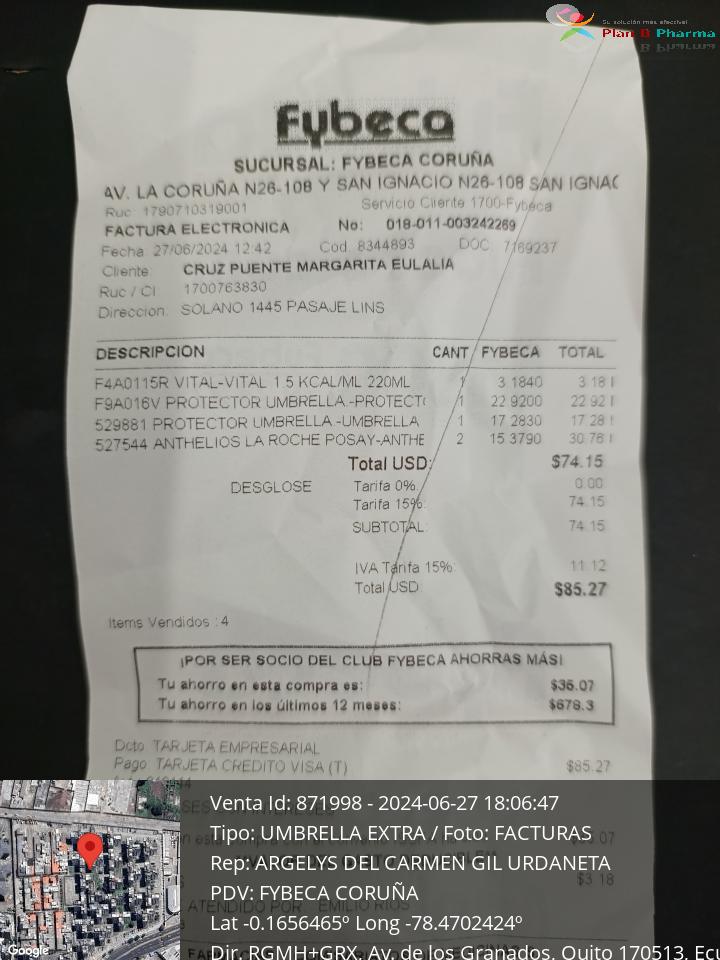 Su solución más efectiva!
Plan B Pharma
Fybeca
SUCURSAL: FYBECA CORUÑA
AV. LA CORUÑA N26-108 Y SAN IGNACIO N26-108 SAN IGNAC
Ruc: 1790710319001 Servicio Cliente 1700-Fybeca
FACTURA ELECTRONICA No: 018-011-003242269
Fecha: 27/06/2024 12:42 Cod. 8344893 DOC: 7169237
Cliente: CRUZ PUENTE MARGARITA EULALIA
Ruc / CI 1700763830
Direccion: SOLANO 1445 PASAJE LINS
DESCRIPCION CANT FYBECA TOTAL
F4A0115R VITAL-VITAL 1.5 KCAL/ML 220ML 1 3.1840 3.18 I
F9A016V PROTECTOR UMBRELLA.-PROTECT( 1 22.9200 22.92 I
529881 PROTECTOR UMBRELLA.-UMBRELLA 1 17.2830 17.28 I
527544 ANTHELIOS LA ROCHE POSAY-ANTHE 2 15.3790 30.76 I
Total USD: $74.15
DESGLOSE Tarifa 0%: 0.00
Tarifa 15%: 74.15
SUBTOTAL: 74.15
IVA Tarifa 15%: 11.12
Total USD: $85.27
Items Vendidos : 4
¡POR SER SOCIO DEL CLUB FYBECA AHORRAS MÁS!
Tu ahorro en esta compra es: $35.07
Tu ahorro en los últimos 12 meses: $678.3
Dcto. TARJETA EMPRESARIAL
Pago: TARJETA CREDITO VISA (T) $85.27
Venta Id: 871998 - 2024-06-27 18:06:47
Tipo: UMBRELLA EXTRA / Foto: FACTURAS
Rep: ARGELYS DEL CARMEN GIL URDANETA
$3.18
PDV: FYBECA CORUÑA
ATENDIDO POR: EMILIO RIOS
Lat -0.1656465º Long -78.4702424º
Dir. RGMH+GRX, Av. de los Granados, Quito 170513, Ecu
Google